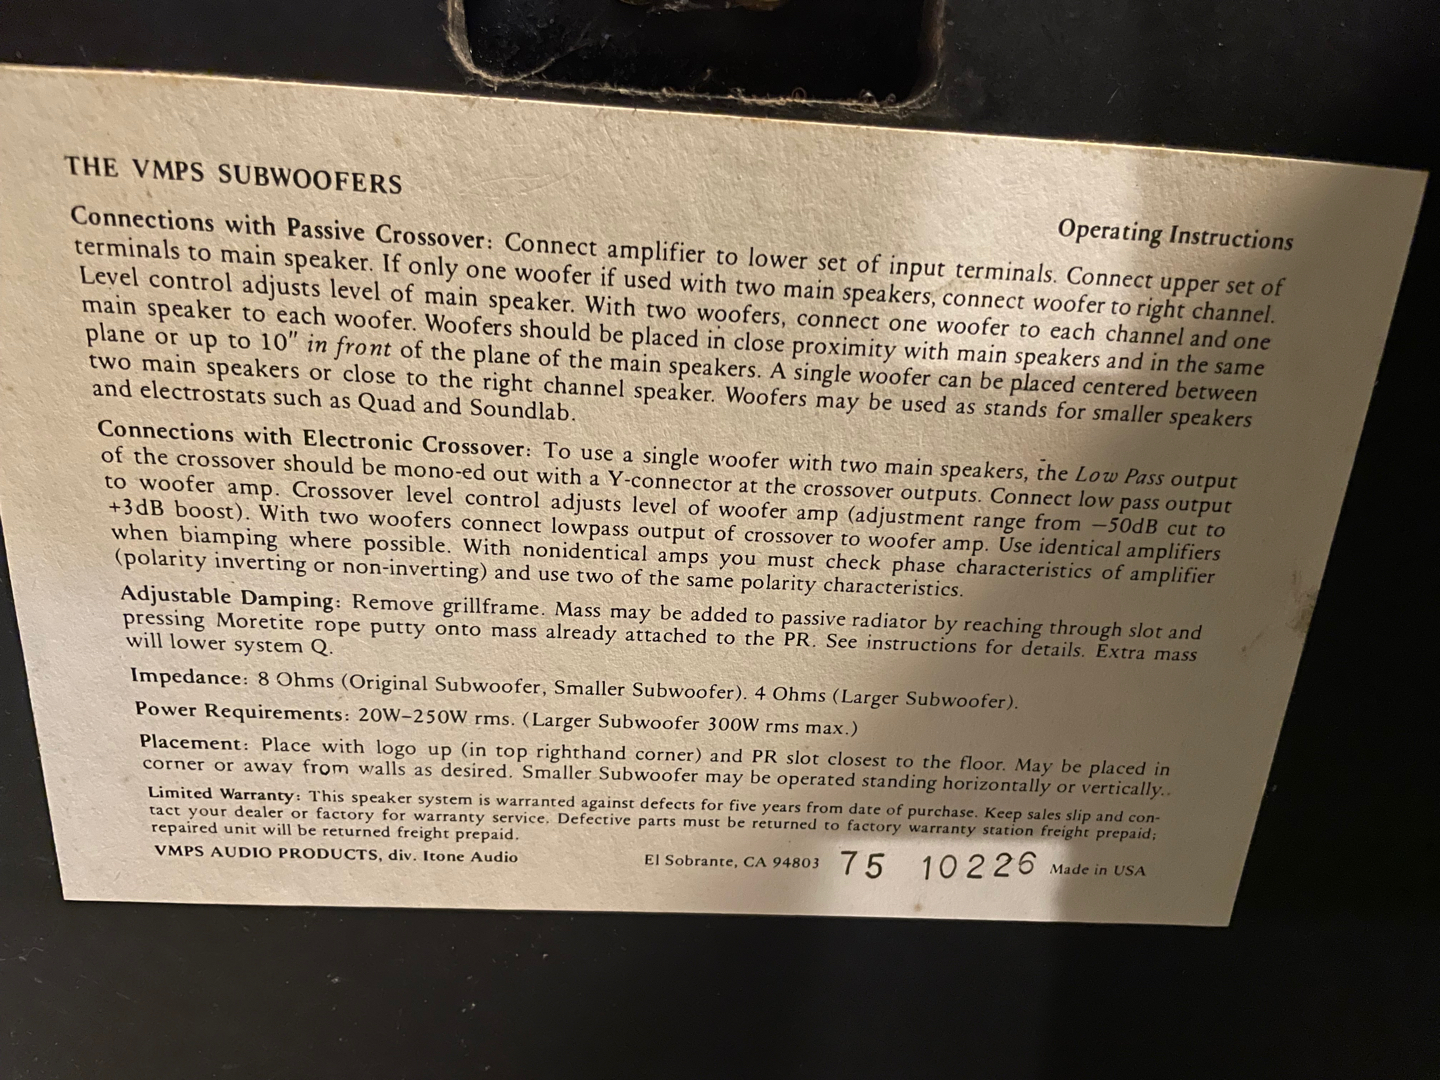 THE VMPS SUBWOOFERS
Operating Instructions
Connections with Passive Crossover: Connect amplifier to lower set of input terminals. Connect upper set of
terminals to main speaker. If only one woofer if used with two main speakers, connect woofer to right channel.
Level control adjusts level of main speaker. With two woofers, connect one woofer to each channel and one
main speaker to each woofer. Woofers should be placed in close proximity with main speakers and in the same
plane or up to 10" in front of the plane of the main speakers. A single woofer can be placed centered between
two main speakers or close to the right channel speaker. Woofers may be used as stands for smaller speakers
and electrostats such as Quad and Soundlab.
Connections with Electronic Crossover: To use a single woofer with two main speakers, the Low Pass output
of the crossover should be mono-ed out with a Y-connector at the crossover outputs. Connect low pass output
to woofer amp. Crossover level control adjusts level of woofer amp (adjustment range from −50dB cut to
+3dB boost). With two woofers connect lowpass output of crossover to woofer amp. Use identical amplifiers
when biamping where possible. With nonidentical amps you must check phase characteristics of amplifier
(polarity inverting or non-inverting) and use two of the same polarity characteristics.
Adjustable Damping: Remove grillframe. Mass may be added to passive radiator by reaching through slot and
pressing Moretite rope putty onto mass already attached to the PR. See instructions for details. Extra mass
will lower system Q.
Impedance: 8 Ohms (Original Subwoofer, Smaller Subwoofer). 4 Ohms (Larger Subwoofer).
Power Requirements: 20W–250W rms. (Larger Subwoofer 300W rms max.)
Placement: Place with logo up (in top righthand corner) and PR slot closest to the floor. May be placed in
corner or away from walls as desired. Smaller Subwoofer may be operated standing horizontally or vertically..
Limited Warranty: This speaker system is warranted against defects for five years from date of purchase. Keep sales slip and con-
tact your dealer or factory for warranty service. Defective parts must be returned to factory warranty station freight prepaid;
repaired unit will be returned freight prepaid.
VMPS AUDIO PRODUCTS, div. Itone Audio El Sobrante, CA 94803 75 10226 Made in USA